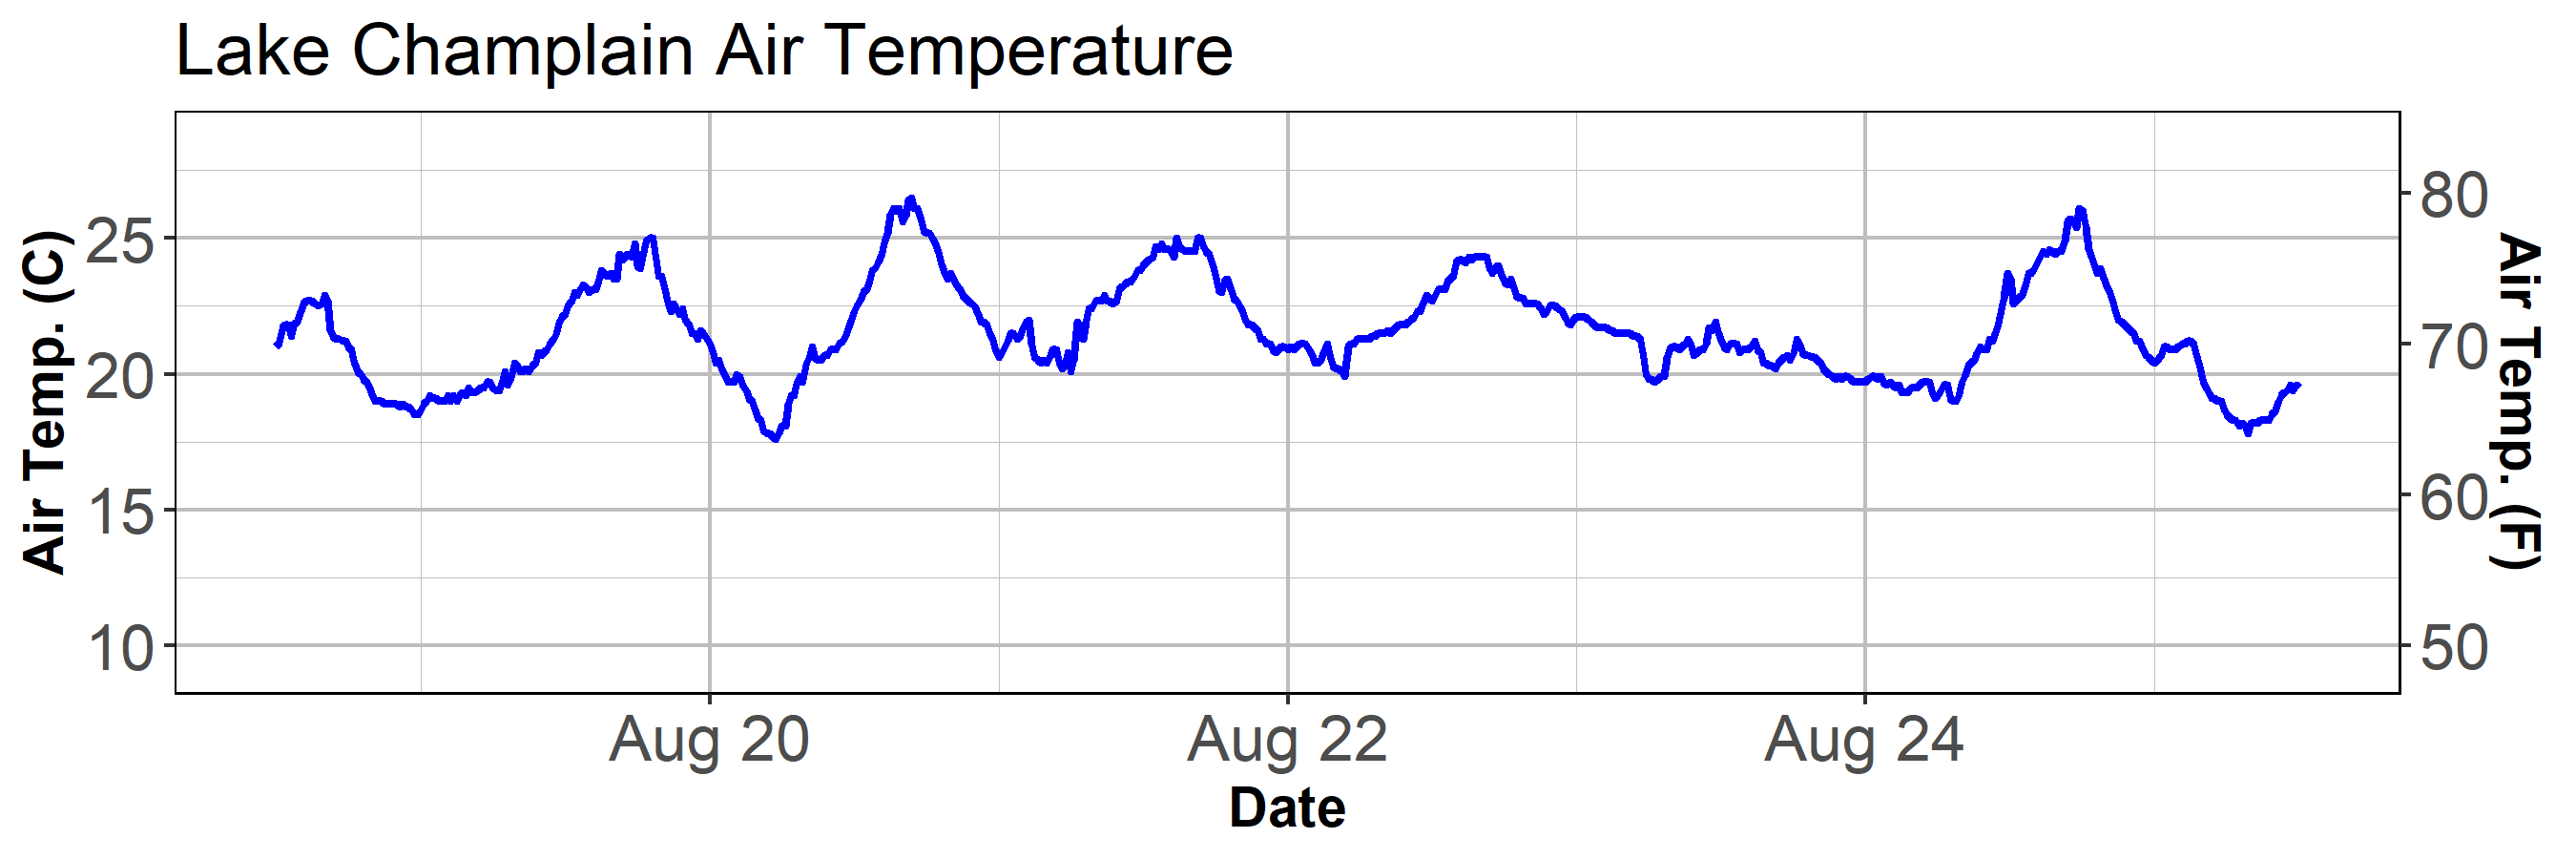 Lake Champlain Air Temperature
Air Temp. (C)
25
20
15
10
80
70
60
50
Air Temp. (F)
Aug 20
Aug 22
Aug 24
Date